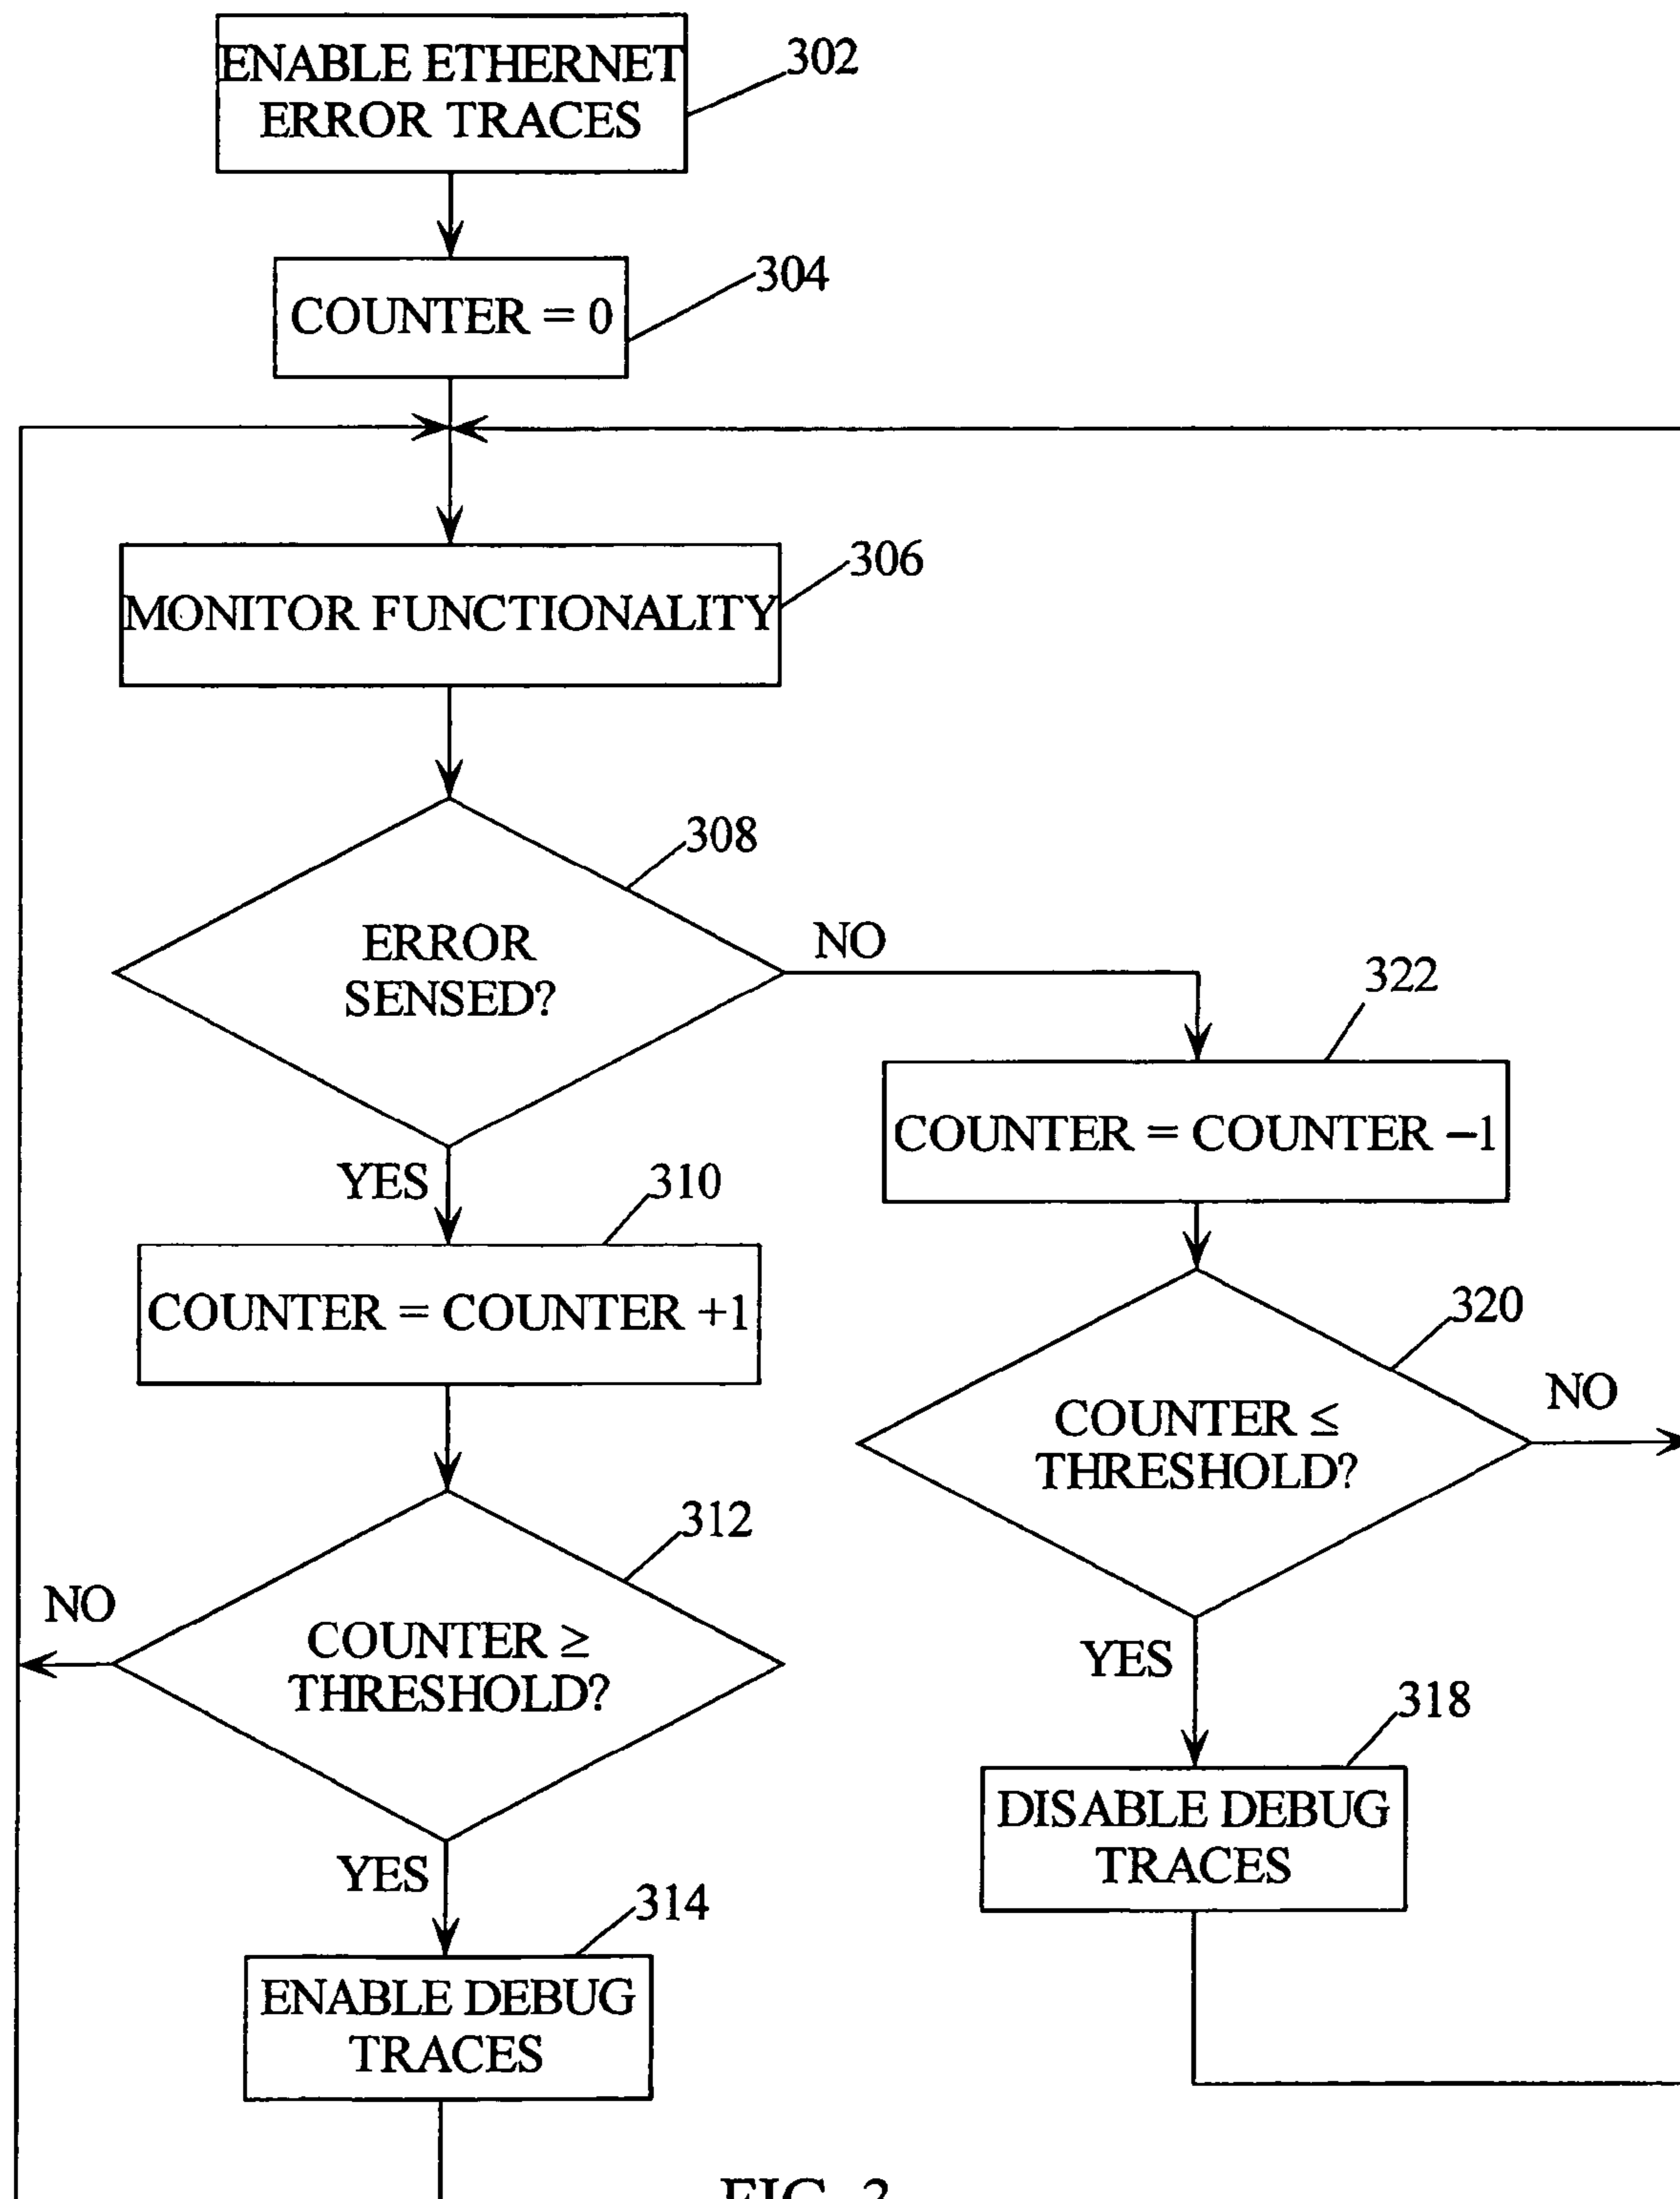 ENABLE ETHERNET
ERROR TRACES
302
COUNTER = 0
304
MONITOR FUNCTIONALITY
306
ERROR
SENSED?
308
NO
YES
322
COUNTER = COUNTER –1
310
COUNTER = COUNTER +1
320
COUNTER ≤
THRESHOLD?
NO
YES
312
COUNTER ≥
THRESHOLD?
NO
YES
318
DISABLE DEBUG
TRACES
314
ENABLE DEBUG
TRACES